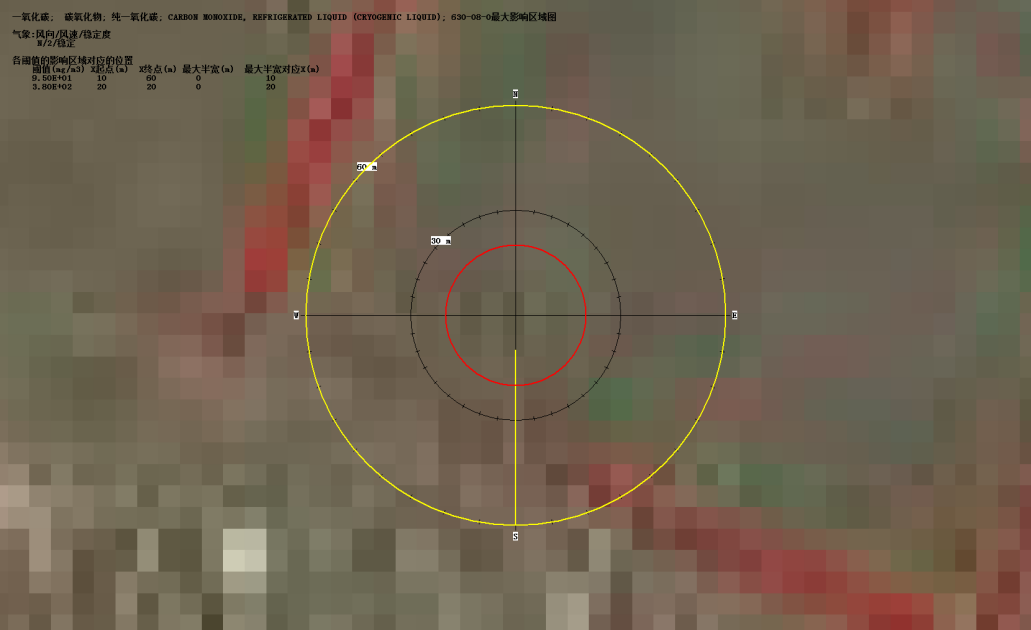 一氧化碳; 碳氧化物; 纯一氧化碳; CARBON MONOXIDE, REFRIGERATED LIQUID (CRYOGENIC LIQUID); 630-08-0最大影响区域图
气象:风向/风速/稳定度
N/2/稳定
各阈值的影响区域对应的位置
阈值(mg/m3) X起点(m) X终点(m) 最大半宽(m) 最大半宽对应X(m)
9.50E+01 10 60 0 10
3.80E+02 20 20 0 20
N
60 m
30 m
W
E
S